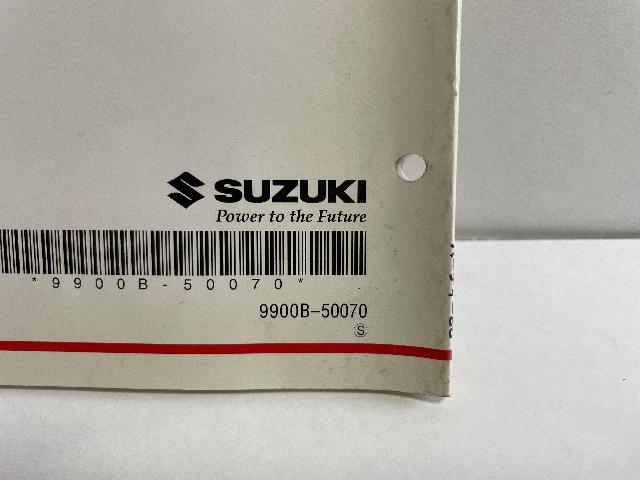 SUZUKI
Power to the Future
*9900B-50070*
9900B-50070
S